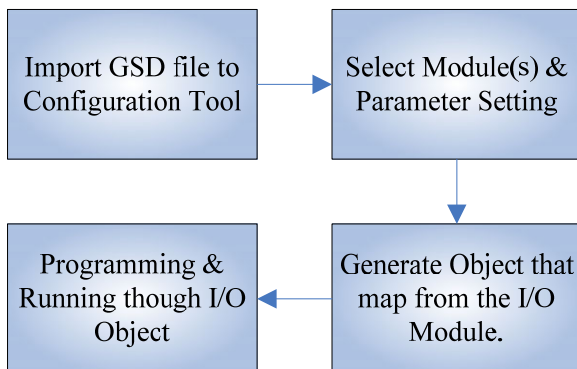 Import GSD file to
Configuration Tool
Select Module(s) &
Parameter Setting
Generate Object that
map from the I/O
Module.
Programming &
Running though I/O
Object